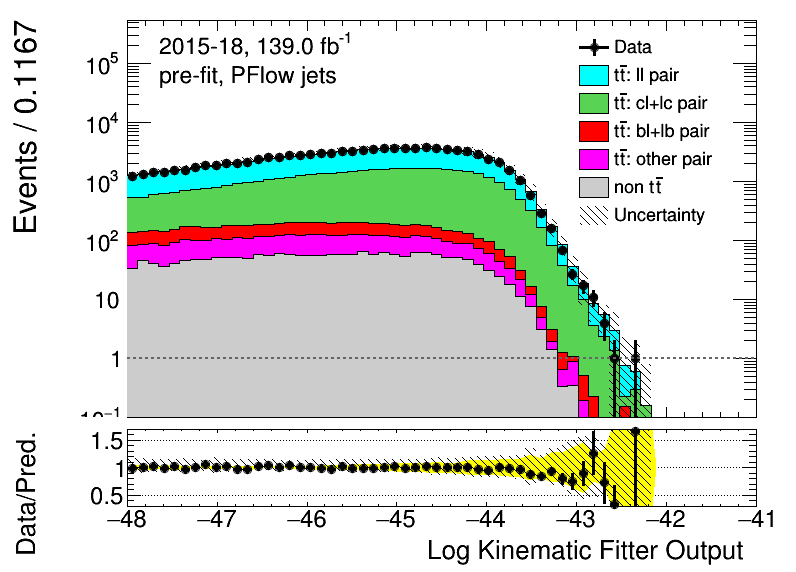 Events / 0.1167
2015-18, 139.0 fb⁻¹
pre-fit, PFlow jets
Data
tt̄: ll pair
tt̄: cl+lc pair
tt̄: bl+lb pair
tt̄: other pair
non tt̄
Uncertainty
10⁵
10⁴
10³
10²
10
1
10⁻¹
Data/Pred.
1.5
1
0.5
−48 −47 −46 −45 −44 −43 −42 −41
Log Kinematic Fitter Output